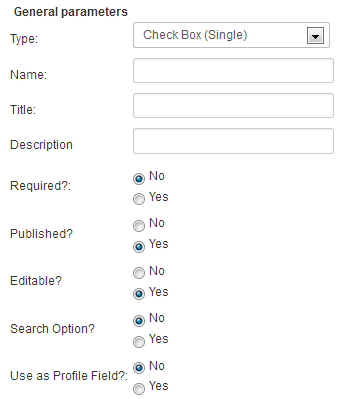 General parameters
Type: Check Box (Single)
Name:
Title:
Description
Required?: No
Yes
Published? No
Yes
Editable? No
Yes
Search Option? No
Yes
Use as Profile Field?: No
Yes